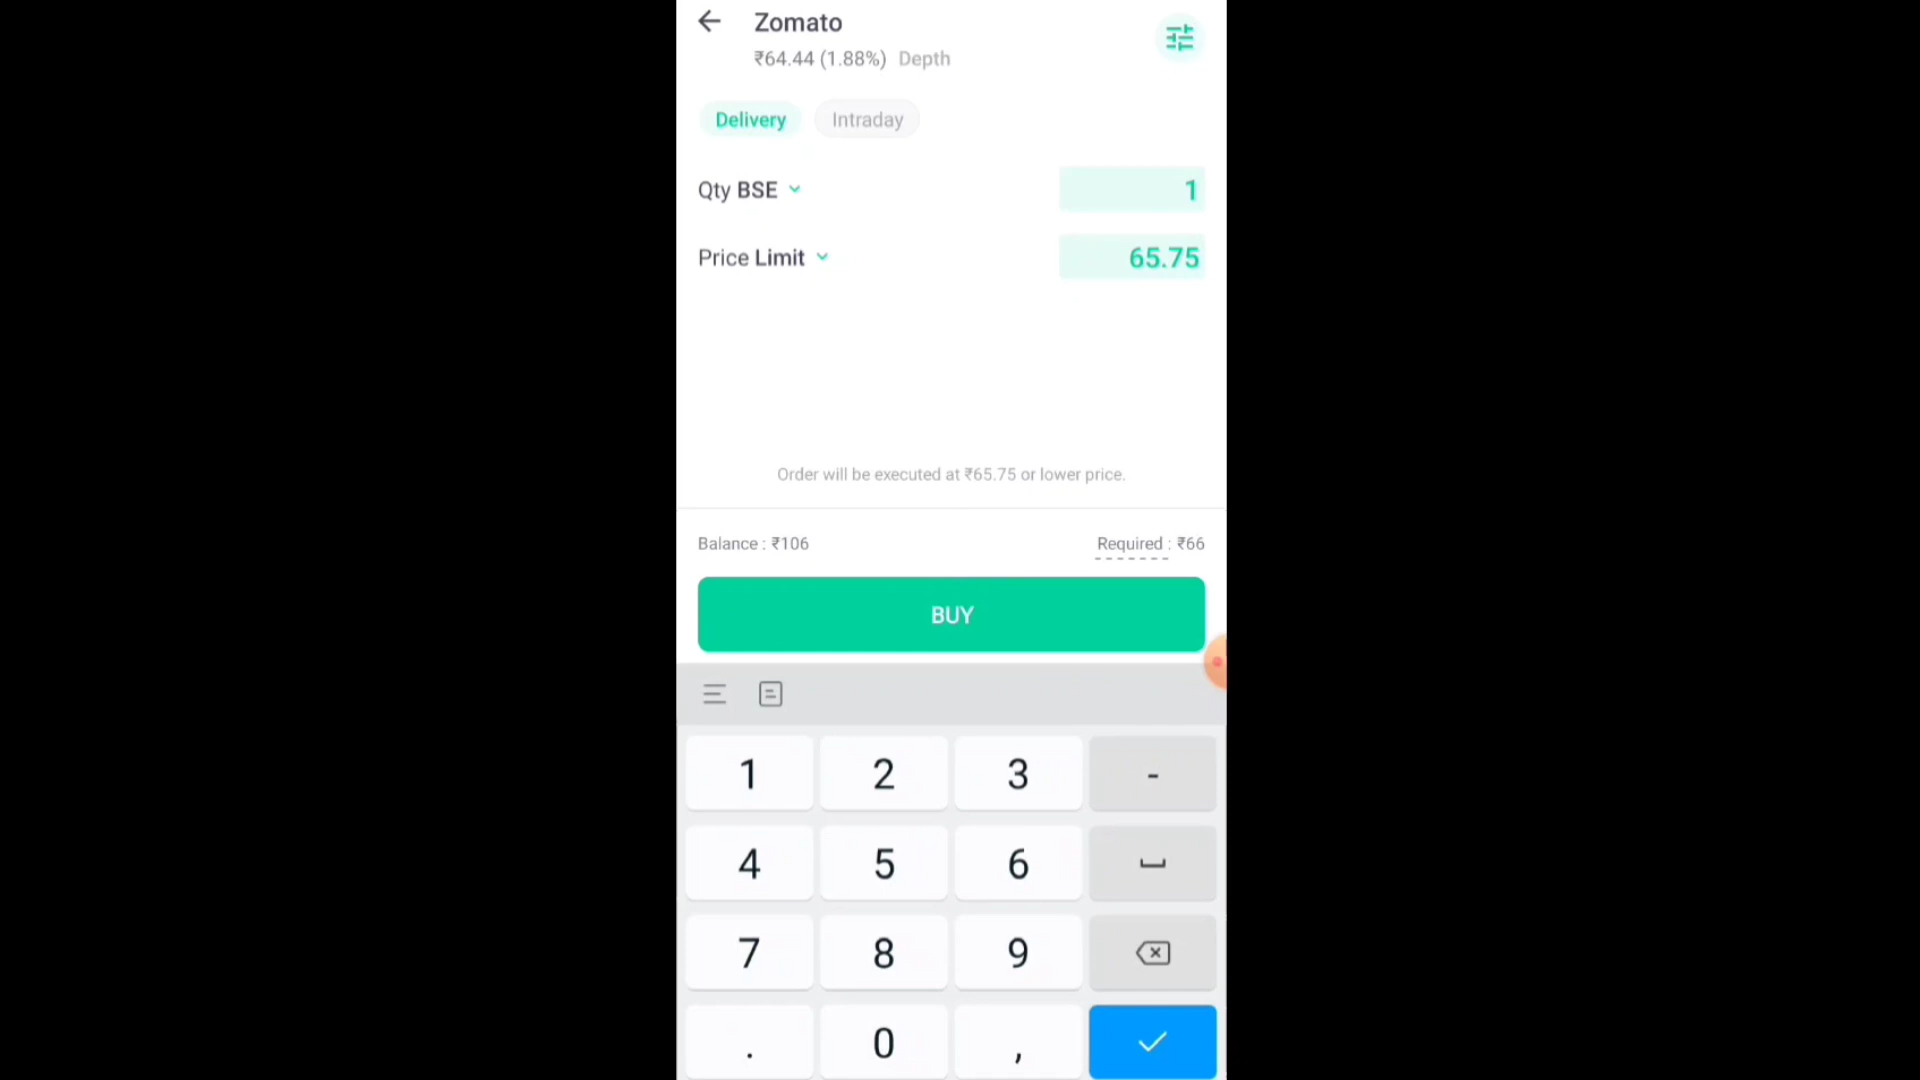 Zomato
₹64.44 (1.88%) Depth
Delivery Intraday
Qty BSE 1
Price Limit 65.75
Order will be executed at ₹65.75 or lower price.
Balance : ₹106 Required : ₹66
BUY
1 2 3 -
4 5 6
7 8 9
. 0 ,